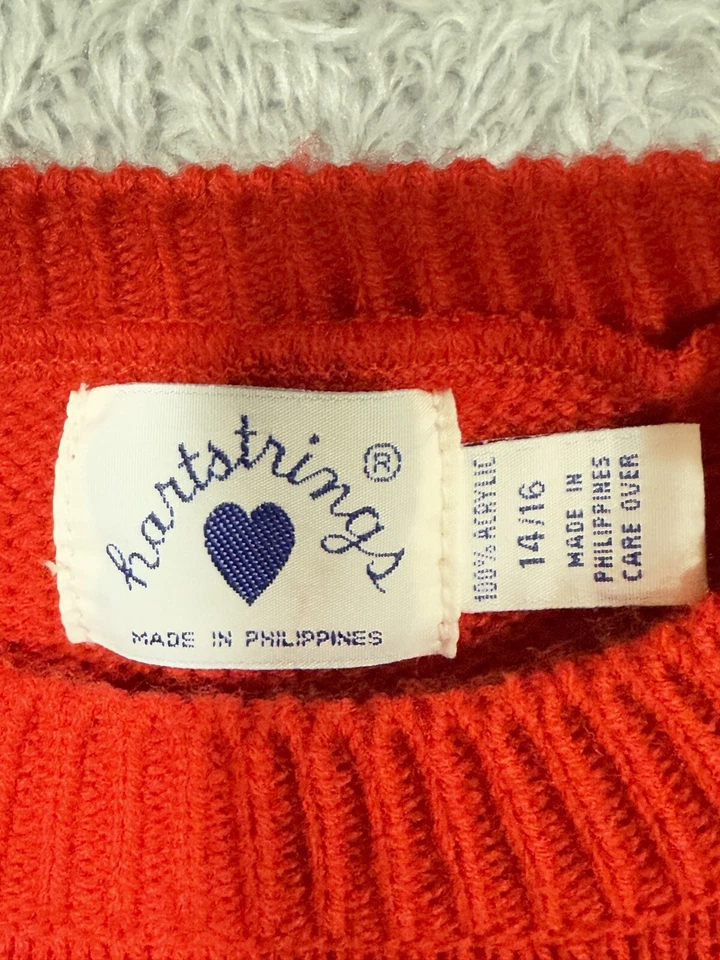 hartstrings ®
MADE IN PHILIPPINES
100% ACRYLIC
14/16
MADE IN
PHILIPPINES
CARE OVER